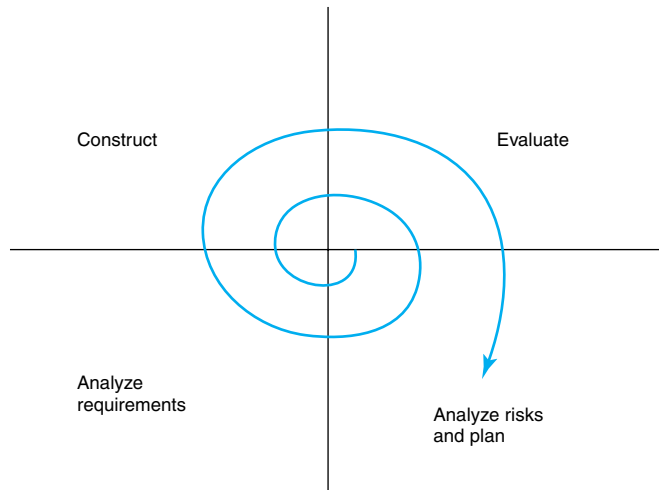 Construct
Evaluate
Analyze
requirements
Analyze risks
and plan